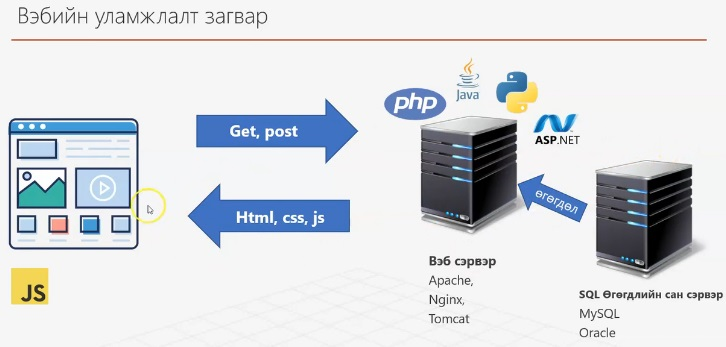 Вэбийн уламжлалт загвар
php
Java
ASP.NET
Get, post
Html, css, js
өгөгдөл
JS
Вэб сэрвэр
Apache,
Nginx,
Tomcat
SQL Өгөгдлийн сан сэрвэр
MySQL
Oracle